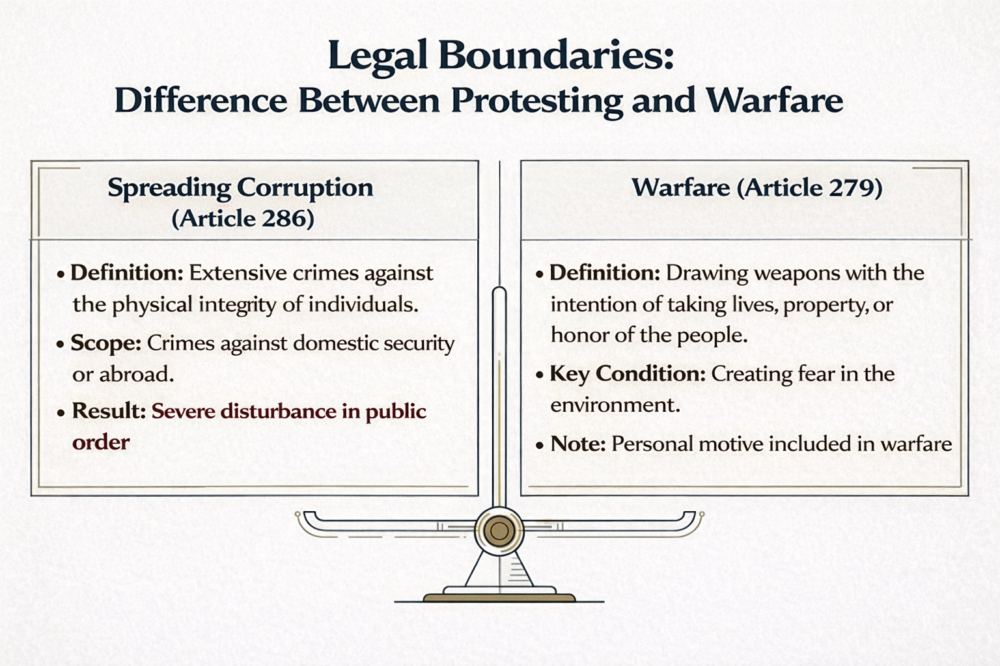 Legal Boundaries:
Difference Between Protesting and Warfare
Spreading Corruption
(Article 286)
• Definition: Extensive crimes against
the physical integrity of individuals.
• Scope: Crimes against domestic security
or abroad.
• Result: Severe disturbance in public
order
Warfare (Article 279)
• Definition: Drawing weapons with the
intention of taking lives, property, or
honor of the people.
• Key Condition: Creating fear in the
environment.
• Note: Personal motive included in warfare